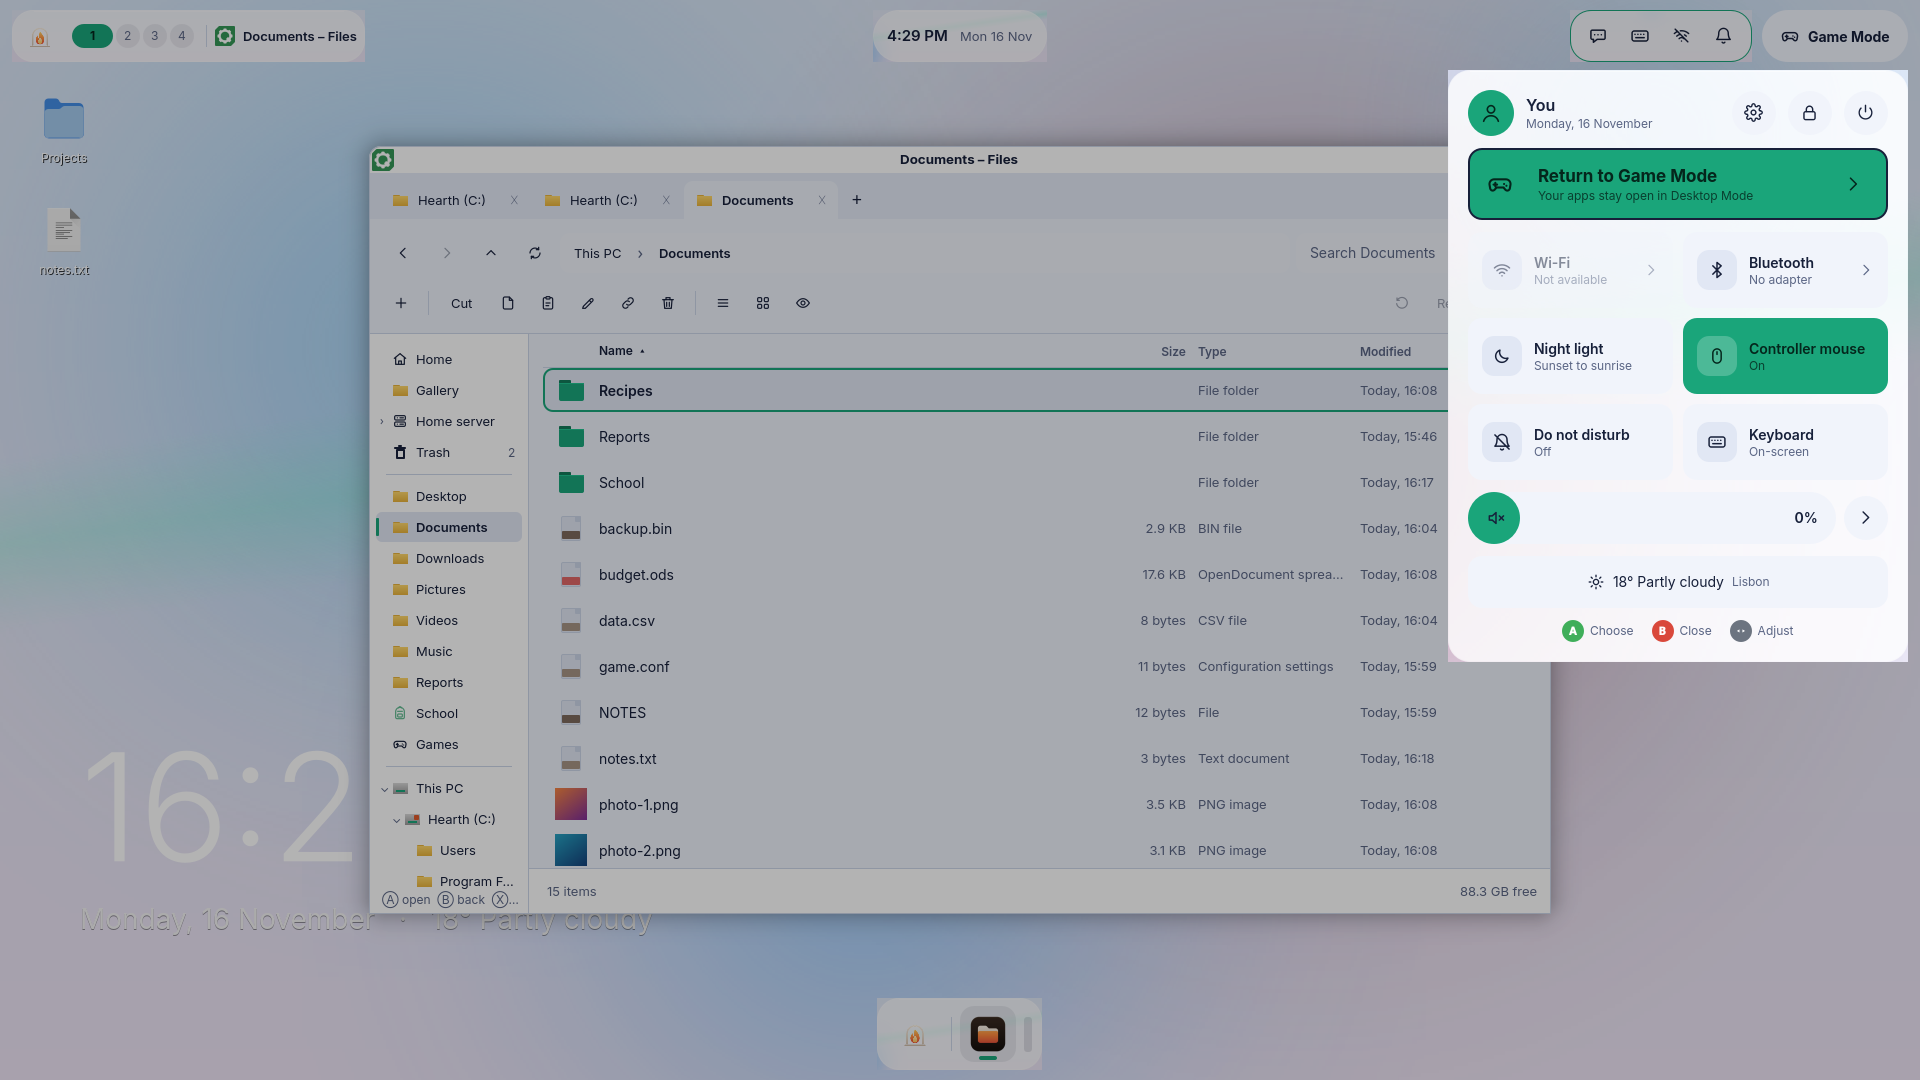 1 2 3 4 Documents – Files
4:29 PM Mon 16 Nov
Game Mode
Projects
notes.txt
Documents – Files
Hearth (C:) X Hearth (C:) X Documents X +
This PC › Documents
Search Documents
Cut
Home
Gallery
Home server
Trash 2
Desktop
Documents
Downloads
Pictures
Videos
Music
Reports
School
Games
This PC
Hearth (C:)
Users
Program F...
A open B back X...
Name Size Type Modified
Recipes File folder Today, 16:08
Reports File folder Today, 15:46
School File folder Today, 16:17
backup.bin 2.9 KB BIN file Today, 16:04
budget.ods 17.6 KB OpenDocument sprea... Today, 16:08
data.csv 8 bytes CSV file Today, 16:04
game.conf 11 bytes Configuration settings Today, 15:59
NOTES 12 bytes File Today, 15:59
notes.txt 3 bytes Text document Today, 16:18
photo-1.png 3.5 KB PNG image Today, 16:08
photo-2.png 3.1 KB PNG image Today, 16:08
15 items 88.3 GB free
16:2
Monday, 16 November · 18° Partly cloudy
You
Monday, 16 November
Return to Game Mode
Your apps stay open in Desktop Mode
Wi-Fi
Not available
Bluetooth
No adapter
Night light
Sunset to sunrise
Controller mouse
On
Do not disturb
Off
Keyboard
On-screen
0%
18° Partly cloudy Lisbon
A Choose B Close Adjust